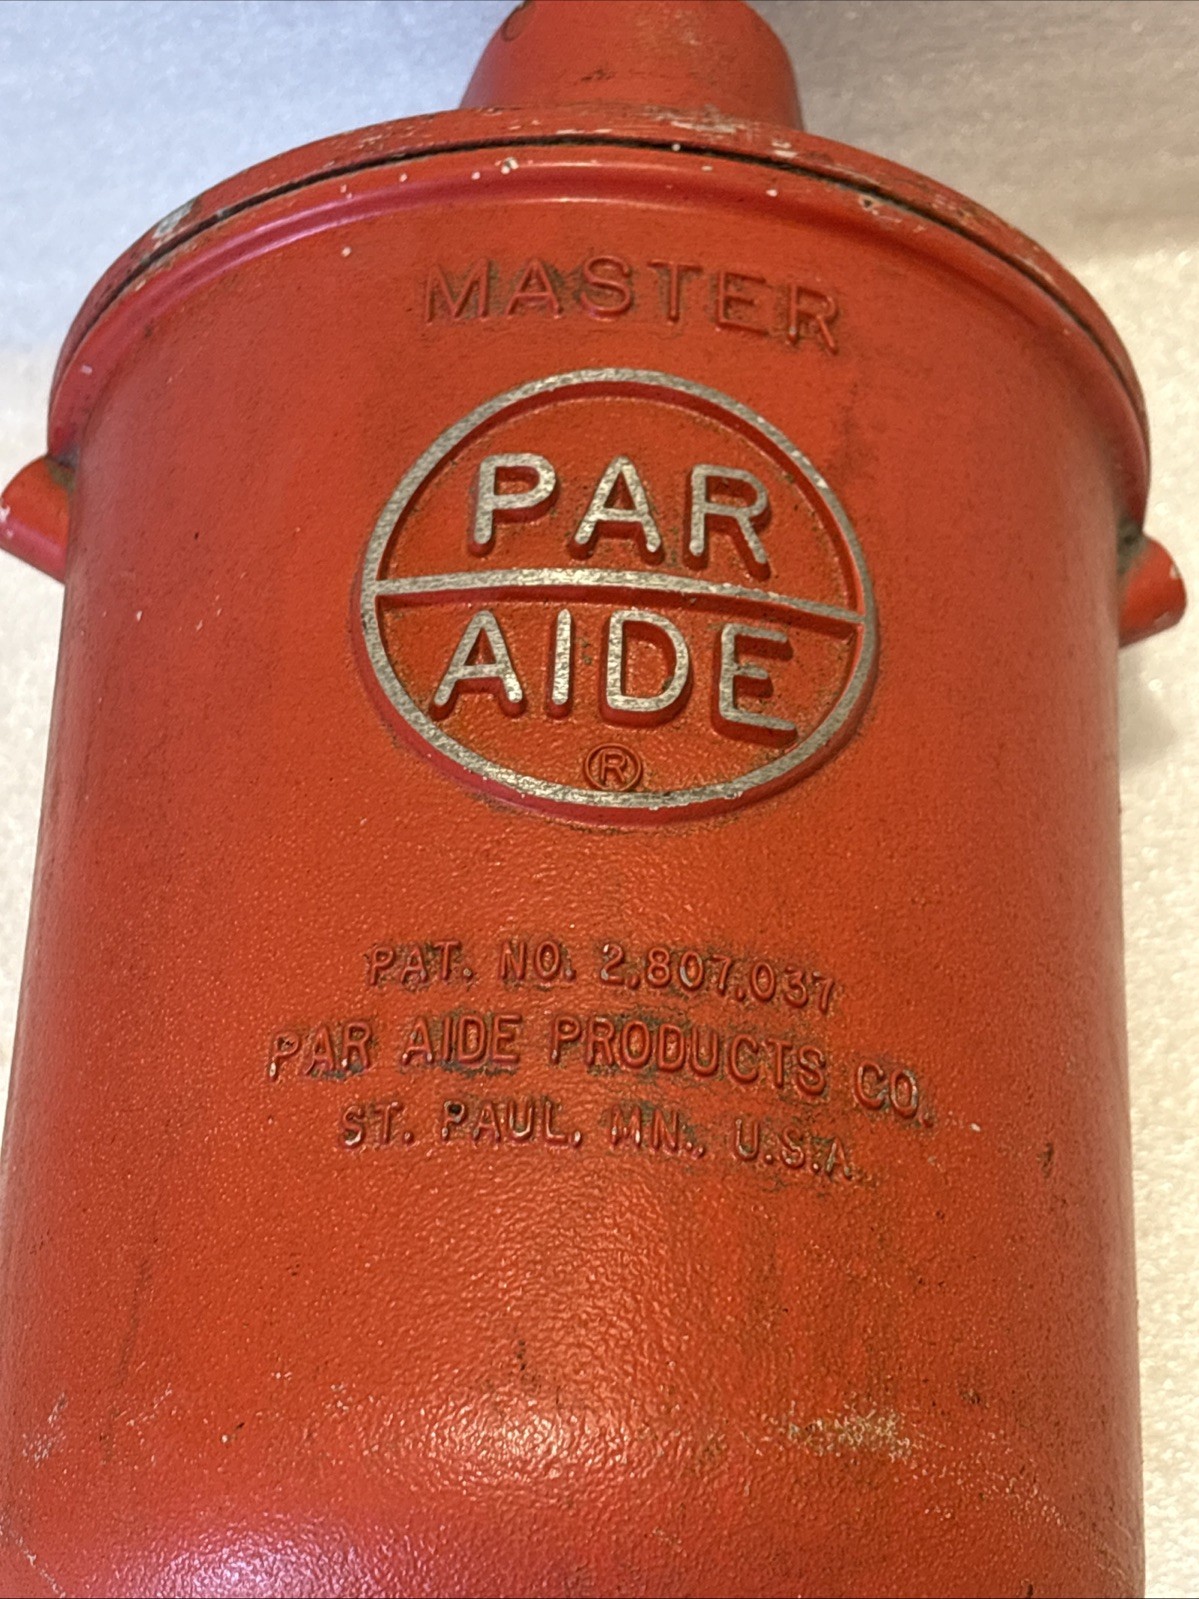 MASTER
PAR
AIDE
®
PAT. NO. 2,807,037
PAR AIDE PRODUCTS CO.
ST. PAUL, MN., U.S.A.